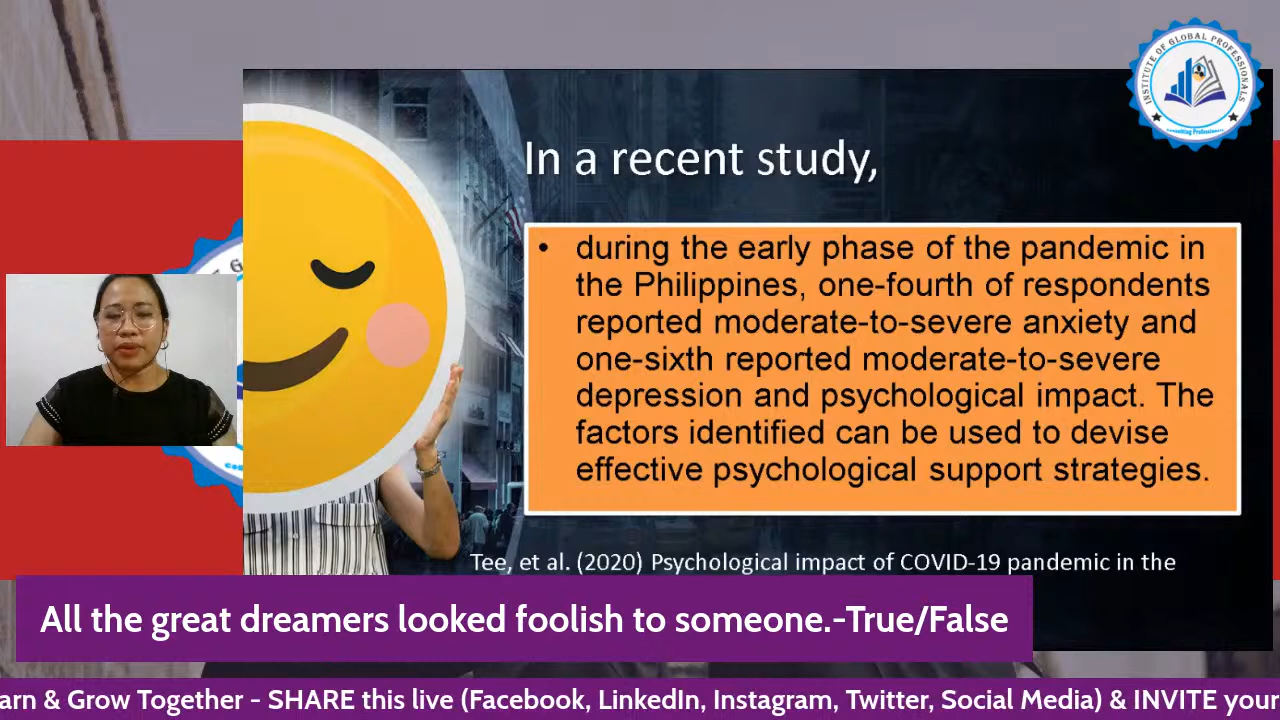 INSTITUTE OF GLOBAL PROFESSIONALS
Connecting Professionals
In a recent study,
• during the early phase of the pandemic in
the Philippines, one-fourth of respondents
reported moderate-to-severe anxiety and
one-sixth reported moderate-to-severe
depression and psychological impact. The
factors identified can be used to devise
effective psychological support strategies.
Tee, et al. (2020) Psychological impact of COVID-19 pandemic in the
All the great dreamers looked foolish to someone.-True/False
arn & Grow Together - SHARE this live (Facebook, LinkedIn, Instagram, Twitter, Social Media) & INVITE your